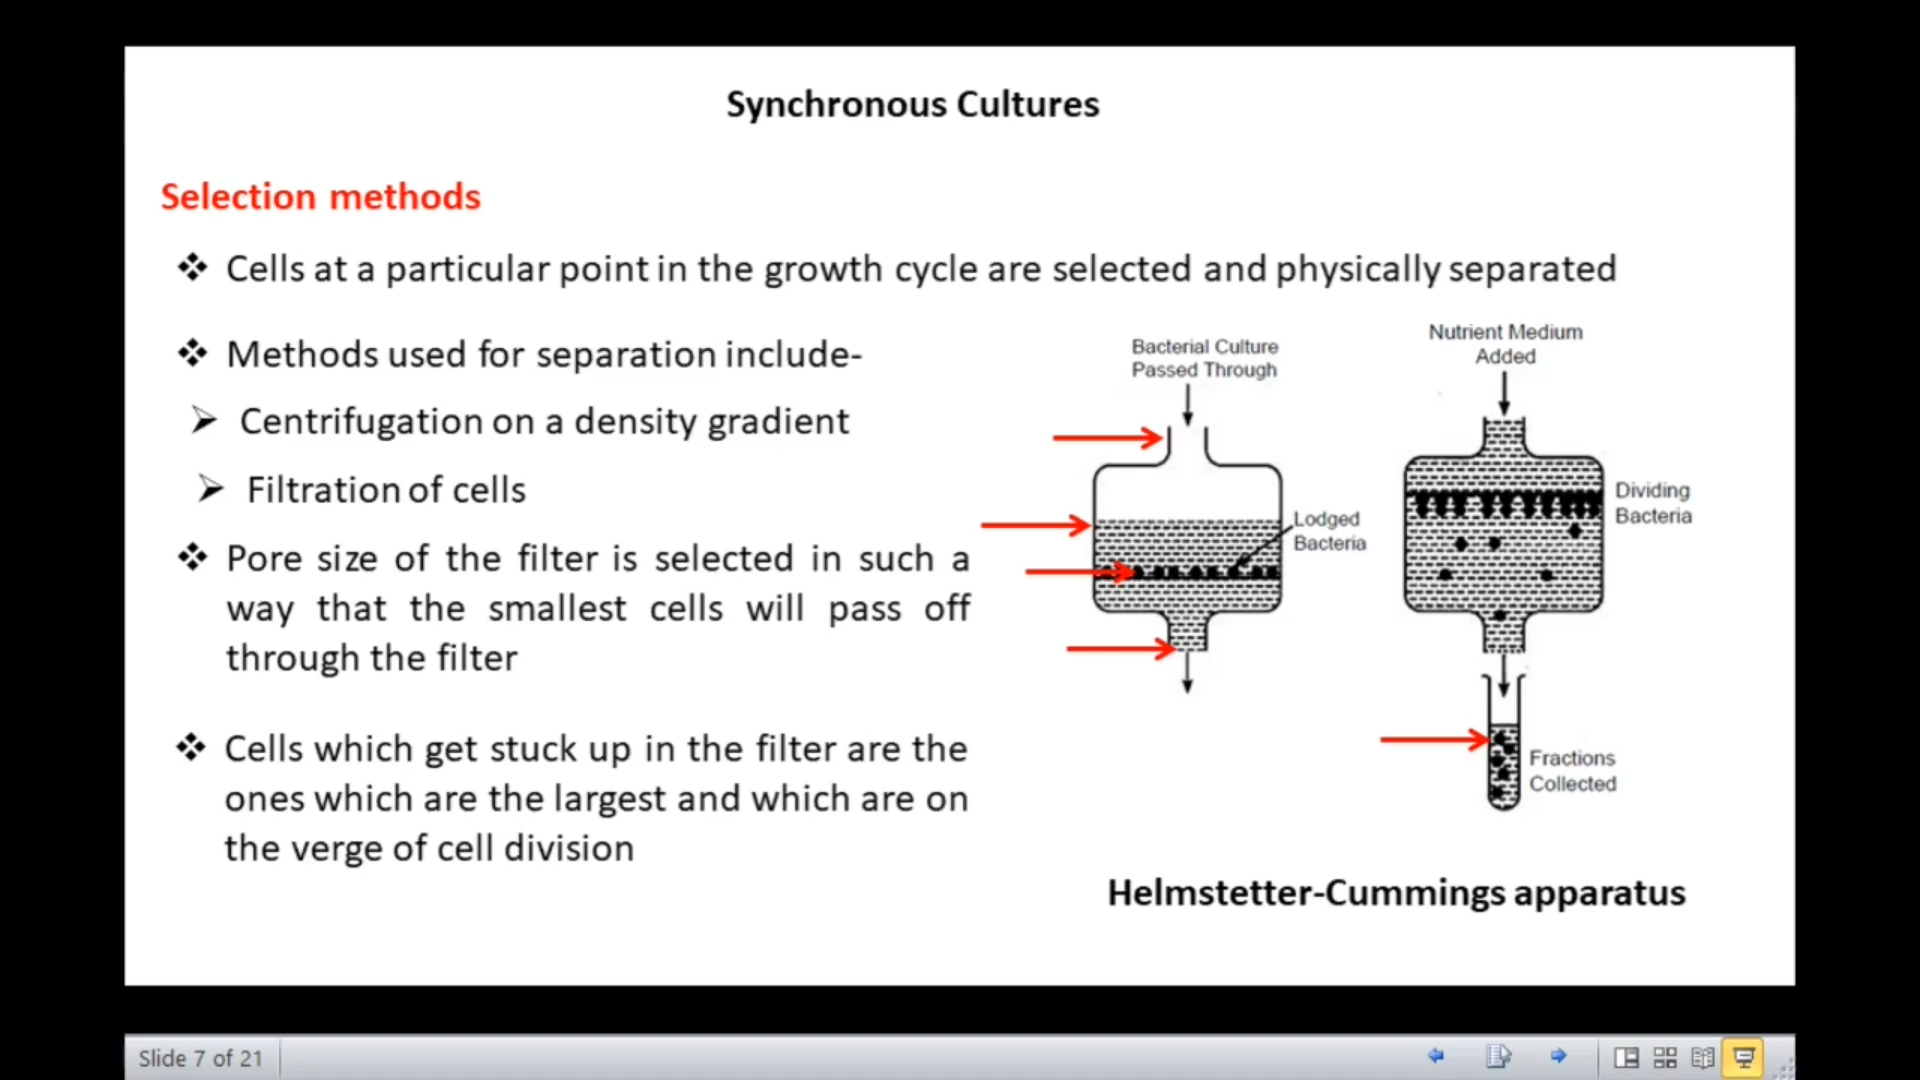 Synchronous Cultures
Selection methods
❖ Cells at a particular point in the growth cycle are selected and physically separated
❖ Methods used for separation include-
➢ Centrifugation on a density gradient
➢ Filtration of cells
❖ Pore size of the filter is selected in such a
way that the smallest cells will pass off
through the filter
❖ Cells which get stuck up in the filter are the
ones which are the largest and which are on
the verge of cell division
Bacterial Culture
Passed Through
Lodged
Bacteria
Nutrient Medium
Added
Dividing
Bacteria
Fractions
Collected
Helmstetter-Cummings apparatus
Slide 7 of 21